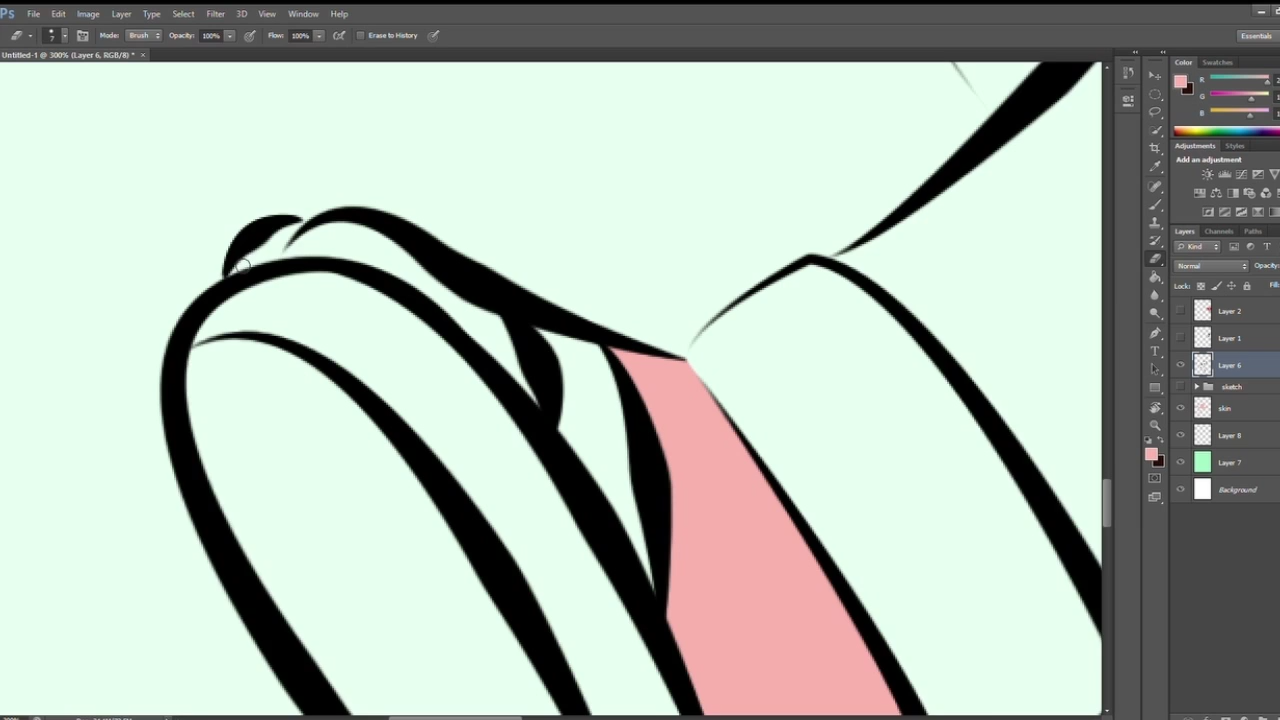 Ps File Edit Image Layer Type Select Filter 3D View Window Help
7 Mode: Brush Opacity: 100% Flow: 100% Erase to History Essentials
Untitled-1 @ 300% (Layer 6, RGB/8) * ×
Color Swatches
R
G
B
Adjustments Styles
Add an adjustment
Layers Channels Paths
Kind
Normal Opacity:
Lock:
Layer 2
Layer 1
Layer 6
sketch
skin
Layer 8
Layer 7
Background